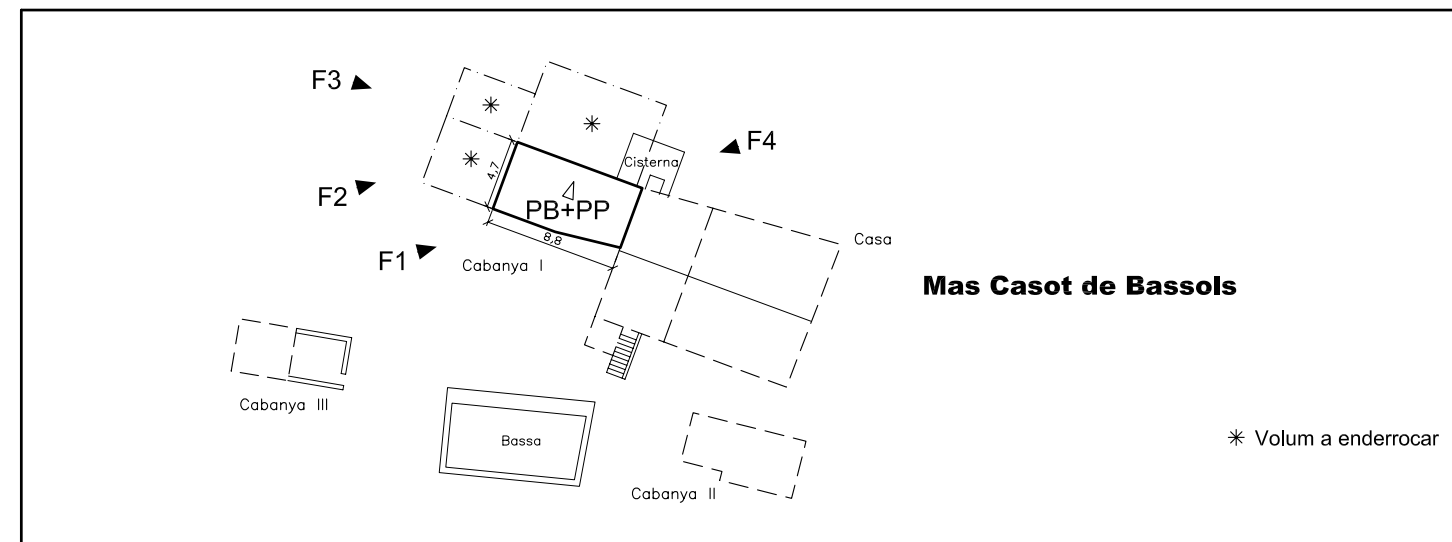 F3
F4
Cisterna
4,7
F2
PB+PP
8,8
Casa
F1
Cabanya I
Mas Casot de Bassols
Cabanya III
Bassa
Volum a enderrocar
Cabanya II